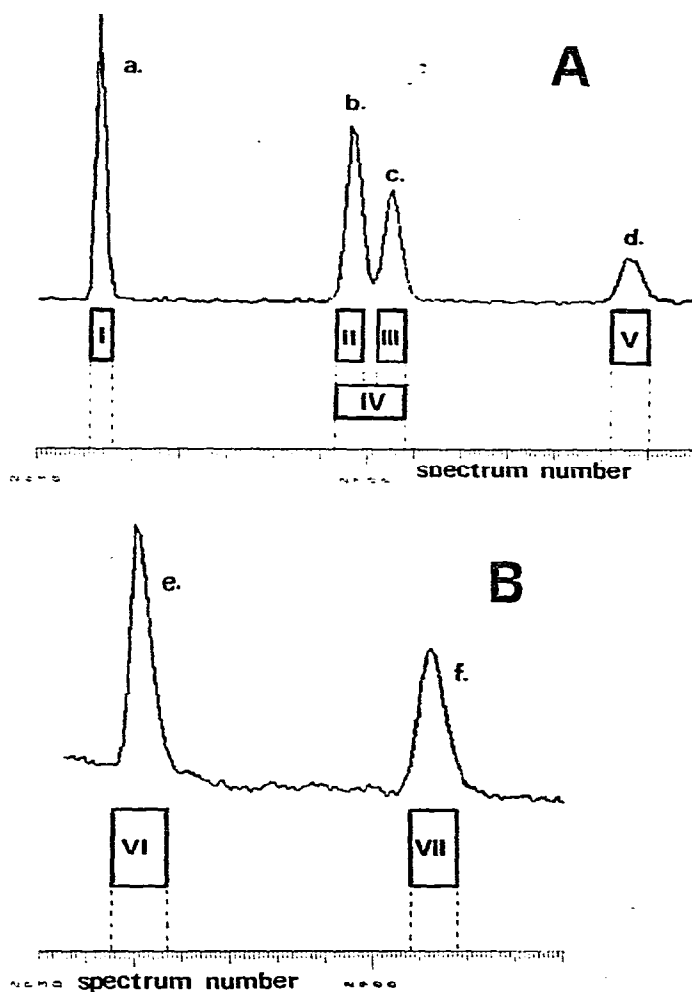 A
a.
b.
c.
d.
I
II
III
V
IV
spectrum number
B
e.
f.
VI
VII
spectrum number